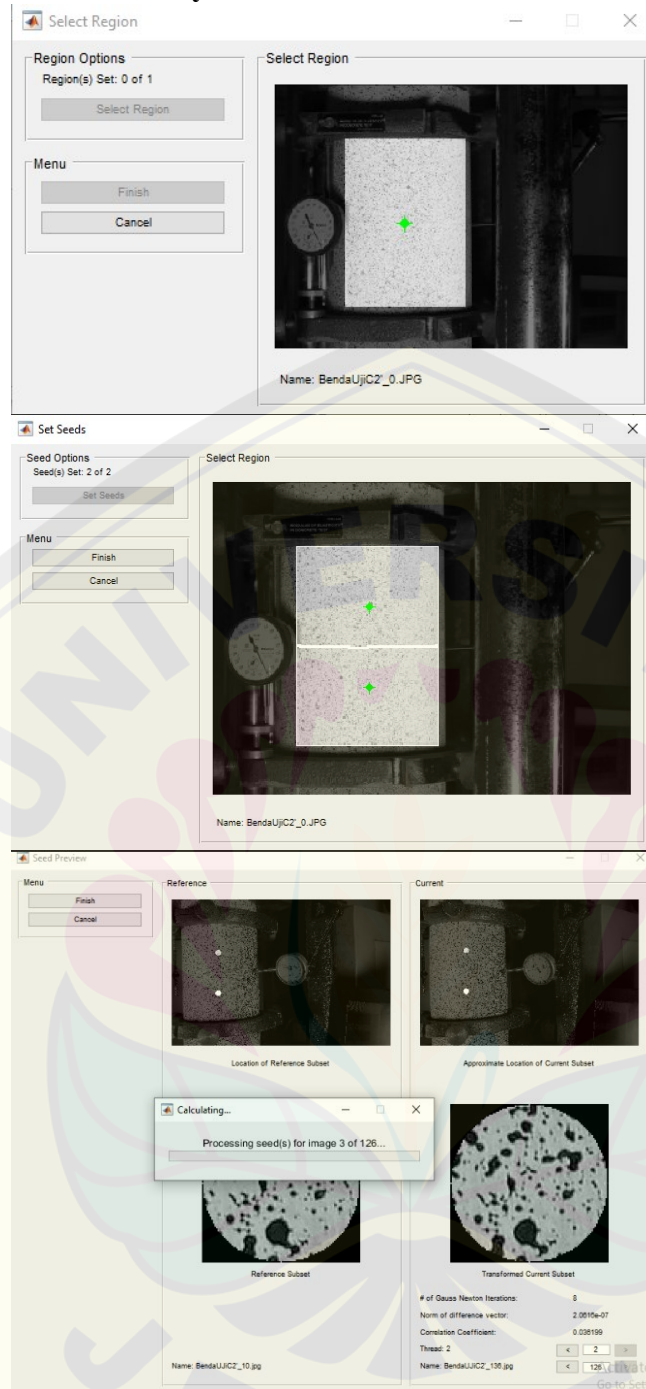 Select Region
Region Options
Region(s) Set: 0 of 1
Select Region
Menu
Finish
Cancel
Select Region
Name: BendaUjiC2'_0.JPG
Set Seeds
Seed Options
Seed(s) Set: 2 of 2
Set Seeds
Menu
Finish
Cancel
Select Region
Name: BendaUjiC2'_0.JPG
UNIVERSI
Seed Preview
Menu
Finish
Cancel
Reference
Location of Reference Subset
Current
Approximate Location of Current Subset
Calculating...
Processing seed(s) for image 3 of 126...
Reference Subset
Name: BendaUJiC2'_10.jpg
Transformed Current Subset
# of Gauss Newton Iterations: 8
Norm of difference vector: 2.0616e-07
Correlation Coefficient: 0.038199
Thread: 2 < 2 >
Name: BendaUJiC2'_136.jpg < 126
Activat
Go to Set